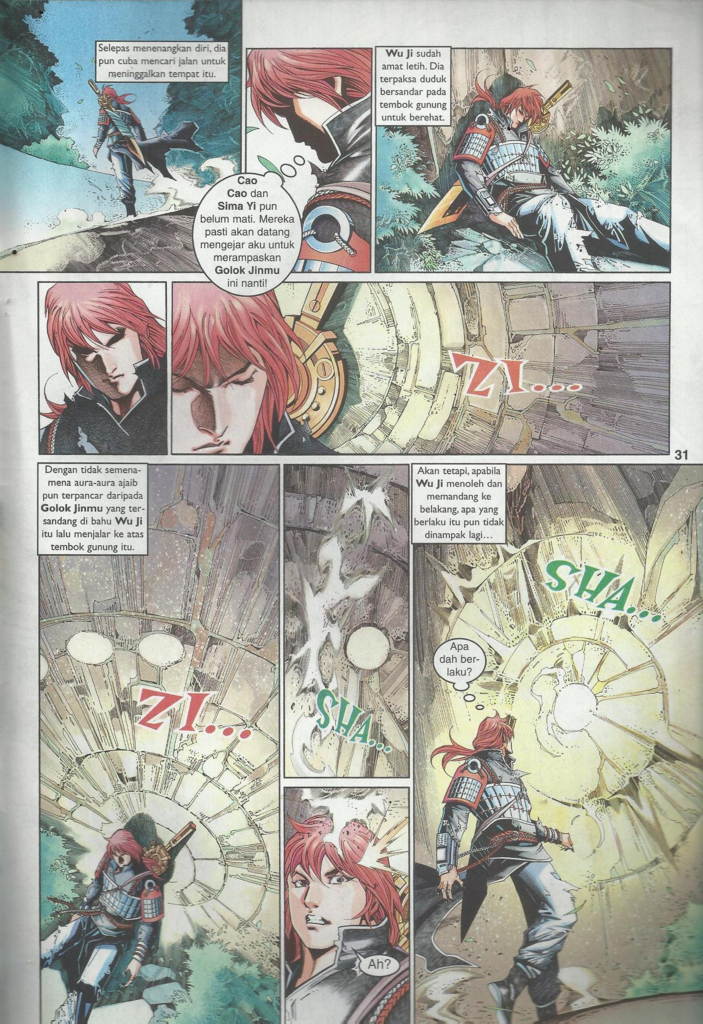 Selepas menenangkan diri, dia
pun cuba mencari jalan untuk
meninggalkan tempat itu.
Cao
Cao dan
Sima Yi pun
belum mati. Mereka
pasti akan datang
mengejar aku untuk
merampaskan
Golok Jinmu
ini nanti!
Wu Ji sudah
amat letih. Dia
terpaksa duduk
bersandar pada
tembok gunung
untuk berehat.
ZI...
31
Dengan tidak semena-
mena aura-aura ajaib
pun terpancar daripada
Golok Jinmu yang ter-
sandang di bahu Wu Ji
itu lalu menjalar ke atas
tembok gunung itu.
ZI...
SHA...
Ah?
Akan tetapi, apabila
Wu Ji menoleh dan
memandang ke
belakang, apa yang
berlaku itu pun tidak
dinampak lagi...
SHA...
Apa
dah ber-
laku?